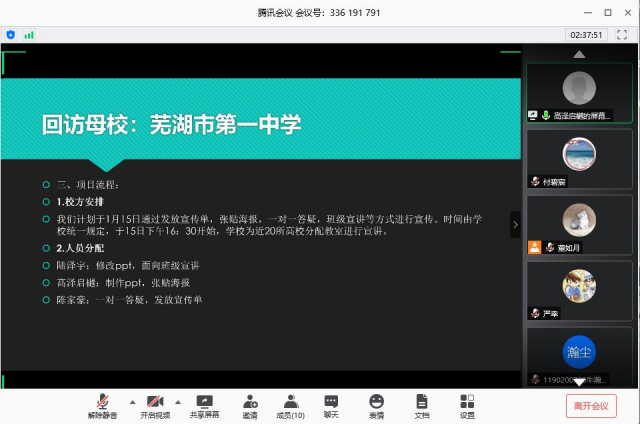 腾讯会议 会议号：336 191 791
02:37:51
回访母校：芜湖市第一中学
三、项目流程：
1.校方安排
我们计划于1月15日通过发放宣传单，张贴海报，一对一答疑，班级宣讲等方式进行宣传。时间由学
校统一规定，于15日下午16：30开始，学校为近20所高校分配教室进行宣讲。
2.人员分配
陆泽宇：修改ppt，面向班级宣讲
高泽启樾：制作ppt，张贴海报
陈家豪：一对一答疑，发放宣传单
高泽启樾的屏幕...
付碧宸
董如月
严幸
瀚尘
解除静音
开启视频
共享屏幕
邀请
成员(10)
聊天
表情
文档
设置
离开会议